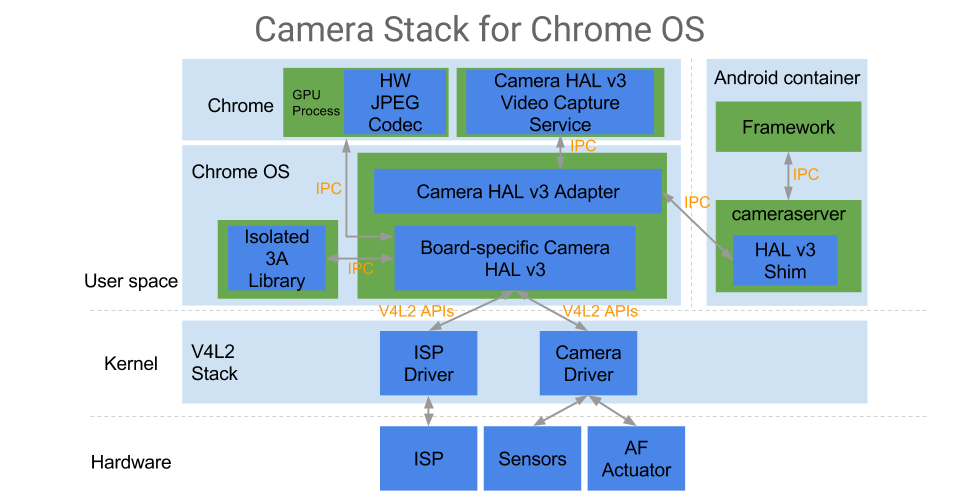 Camera Stack for Chrome OS
Chrome
GPU
Process
HW
JPEG
Codec
Camera HAL v3
Video Capture
Service
Android container
Framework
IPC
IPC
Chrome OS
IPC
Camera HAL v3 Adapter
IPC
cameraserver
HAL v3
Shim
Isolated
3A
Library
IPC
Board-specific Camera
HAL v3
User space
V4L2 APIs
V4L2 APIs
Kernel
V4L2
Stack
ISP
Driver
Camera
Driver
Hardware
ISP
Sensors
AF
Actuator